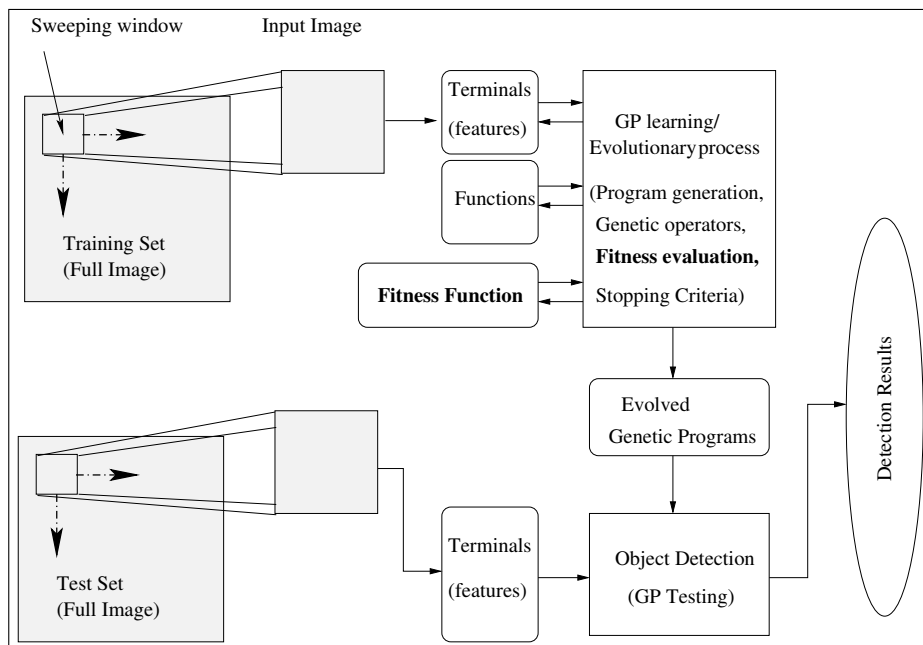 Sweeping window
Input Image
Training Set
(Full Image)
Terminals
(features)
Functions
Fitness Function
GP learning/
Evolutionary process
(Program generation,
Genetic operators,
Fitness evaluation,
Stopping Criteria)
Evolved
Genetic Programs
Detection Results
Test Set
(Full Image)
Terminals
(features)
Object Detection
(GP Testing)